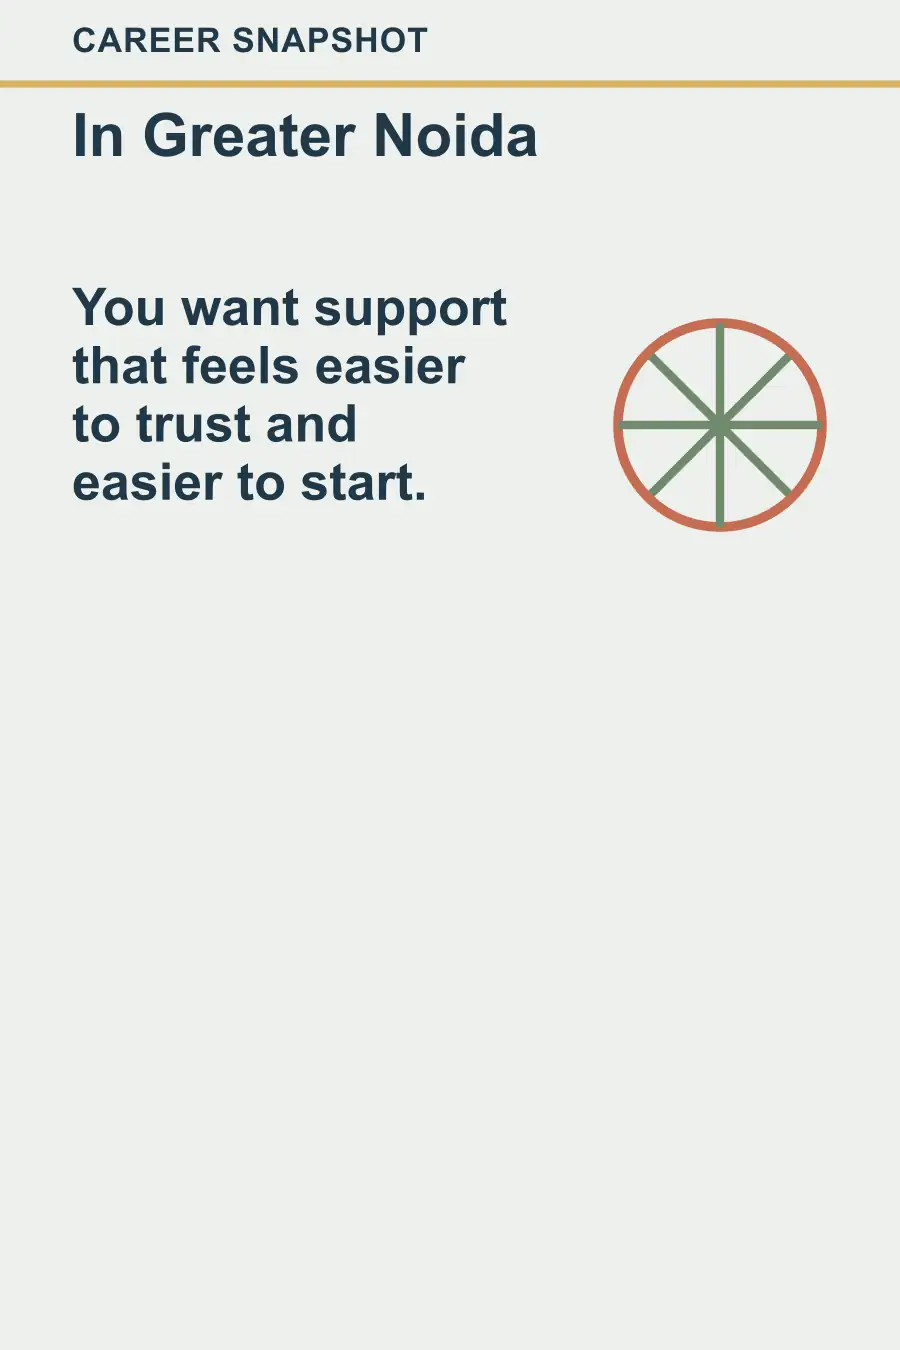 CAREER SNAPSHOT
In Greater Noida
You want support
that feels easier
to trust and
easier to start.